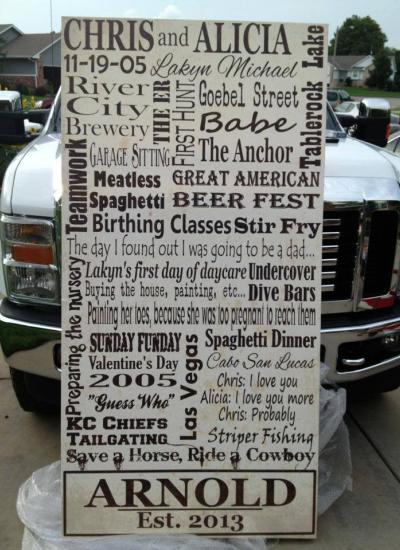 CHRIS and ALICIA
11-19-05 Lakyn Michael
Tablerock Lake
River
City
Brewery
THE ER
FIRST HUNT
Goebel Street
Babe
GARAGE SITTING
The Anchor
Teamwork
Meatless
Spaghetti
GREAT AMERICAN
BEER FEST
Birthing Classes Stir Fry
The day I found out I was going to be a dad...
Lakyn's first day of daycare Undercover
Buying the house, painting, etc... Dive Bars
Painting her toes, because she was too pregnant to reach them
Preparing the nursery
SUNDAY FUNDAY
Valentine's Day
2005
"Guess Who"
KC CHIEFS
TAILGATING
Las Vegas
Spaghetti Dinner
Cabo San Lucas
Chris: I love you
Alicia: I love you more
Chris: Probably
Striper Fishing
Save a Horse, Ride a Cowboy
ARNOLD
Est. 2013